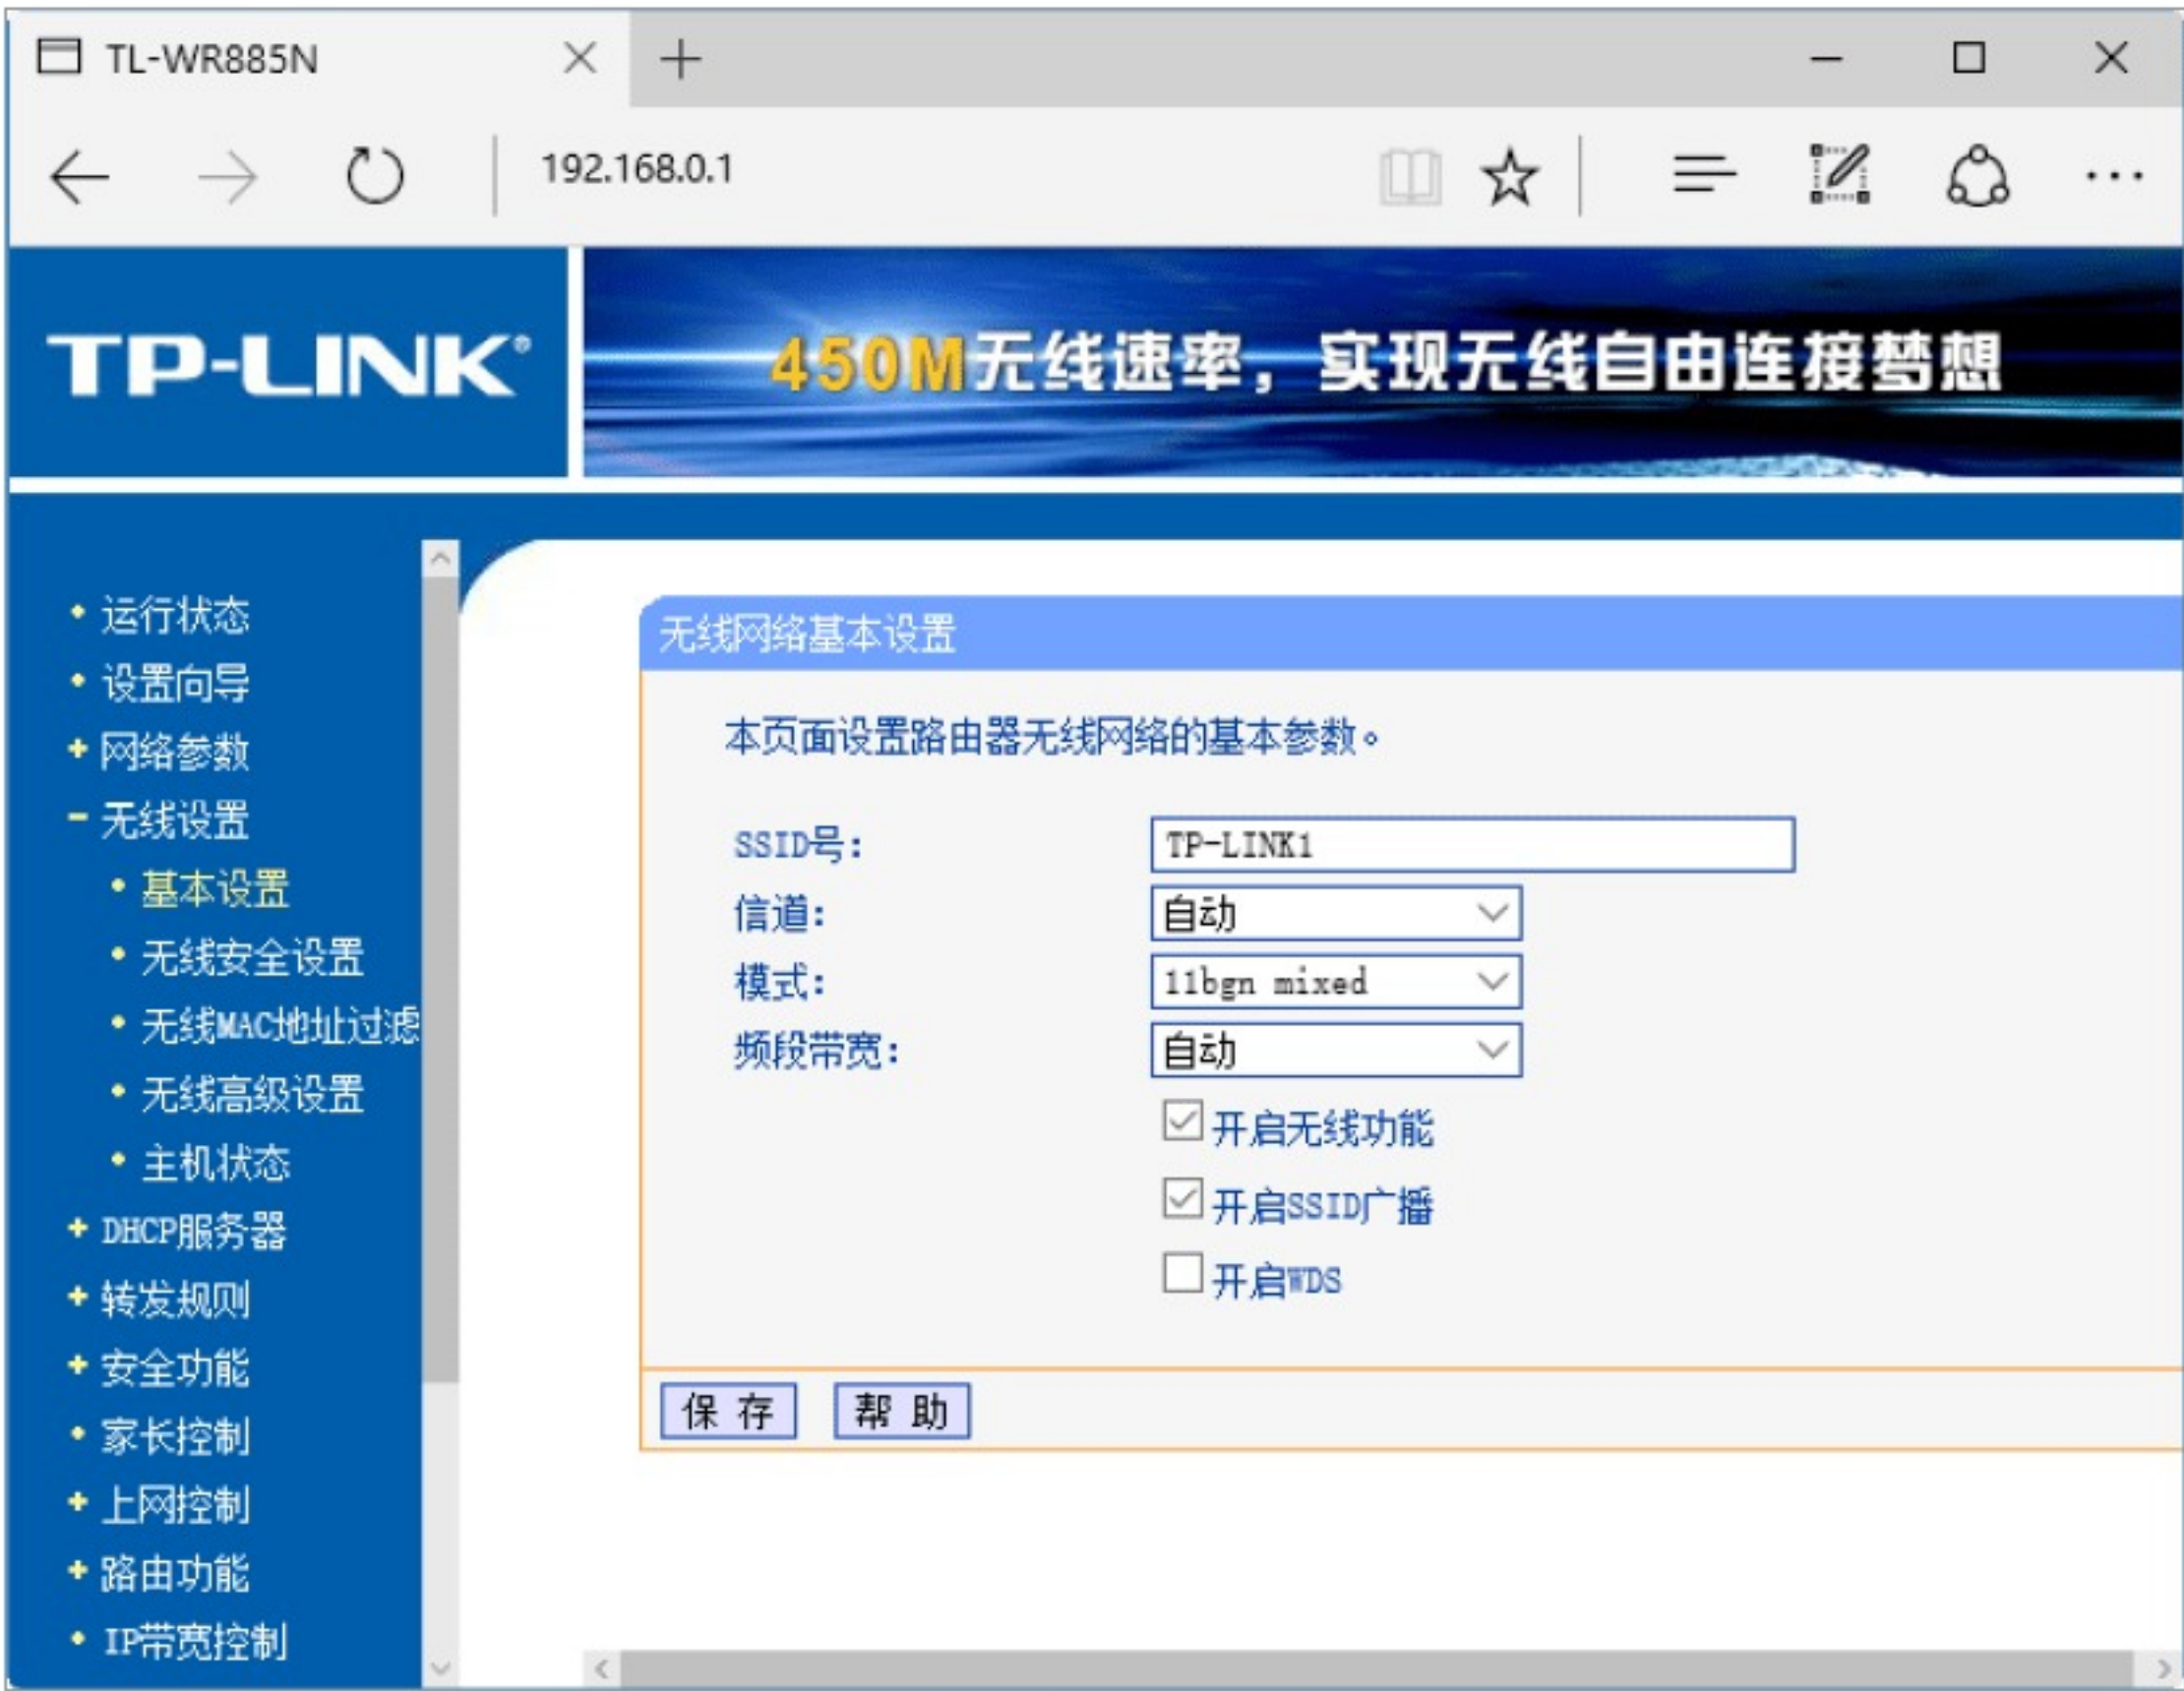 TL-WR885N
192.168.0.1
TP-LINK®
450M无线速率，实现无线自由连接梦想
运行状态
设置向导
网络参数
无线设置
基本设置
无线安全设置
无线MAC地址过滤
无线高级设置
主机状态
DHCP服务器
转发规则
安全功能
家长控制
上网控制
路由功能
IP带宽控制
无线网络基本设置
本页面设置路由器无线网络的基本参数。
SSID号： TP-LINK1
信道： 自动
模式： 11bgn mixed
频段带宽： 自动
开启无线功能
开启SSID广播
开启WDS
保 存 帮 助